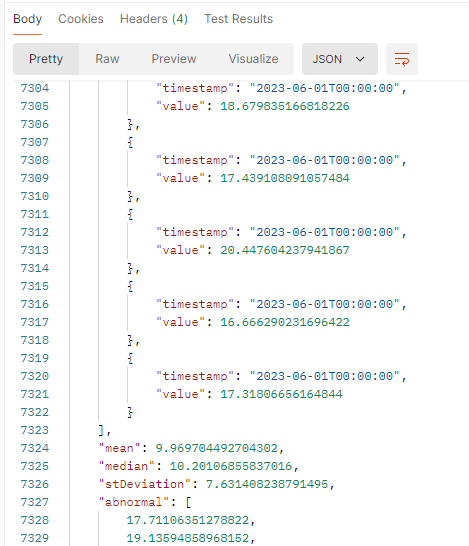 Body Cookies Headers (4) Test Results
Pretty Raw Preview Visualize JSON
7304 "timestamp": "2023-06-01T00:00:00",
7305 "value": 18.679835166818226
7306 },
7307 {
7308 "timestamp": "2023-06-01T00:00:00",
7309 "value": 17.439108091057484
7310 },
7311 {
7312 "timestamp": "2023-06-01T00:00:00",
7313 "value": 20.447604237941867
7314 },
7315 {
7316 "timestamp": "2023-06-01T00:00:00",
7317 "value": 16.666290231696422
7318 },
7319 {
7320 "timestamp": "2023-06-01T00:00:00",
7321 "value": 17.31806656164844
7322 }
7323 ],
7324 "mean": 9.969704492704302,
7325 "median": 10.20106855837016,
7326 "stDeviation": 7.631408238791495,
7327 "abnormal": [
7328 17.71106351278822,
7329 19.13594858968152,